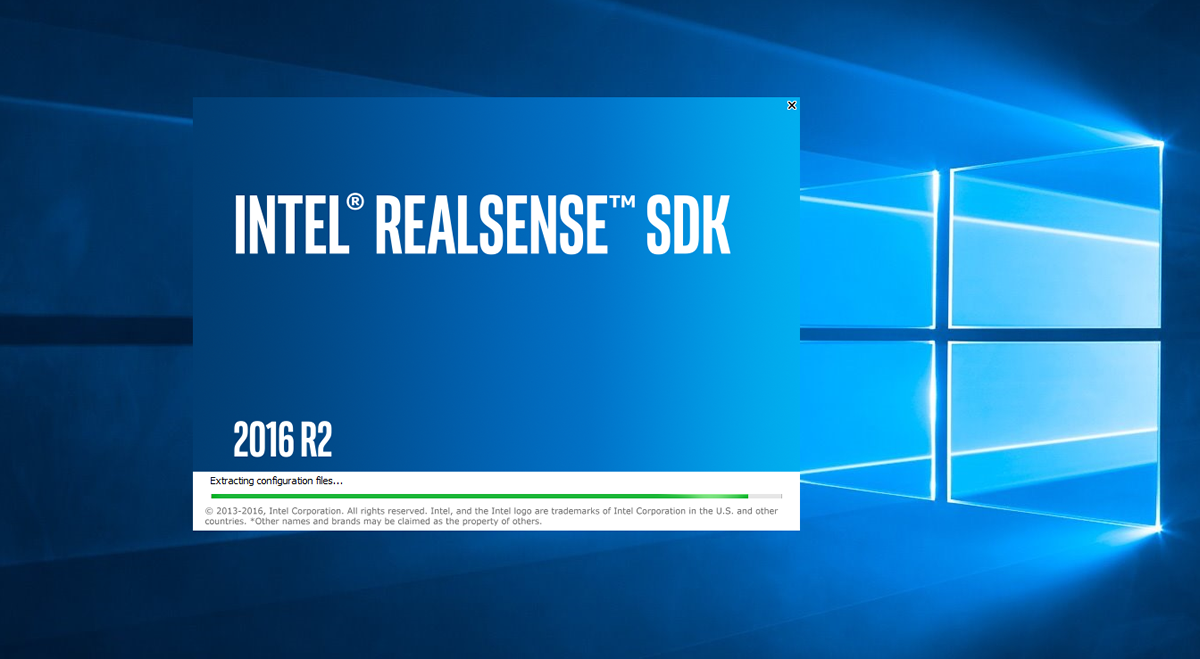 INTEL® REALSENSE™ SDK
2016 R2
Extracting configuration files...
© 2013-2016, Intel Corporation. All rights reserved. Intel, and the Intel logo are trademarks of Intel Corporation in the U.S. and other
countries. *Other names and brands may be claimed as the property of others.